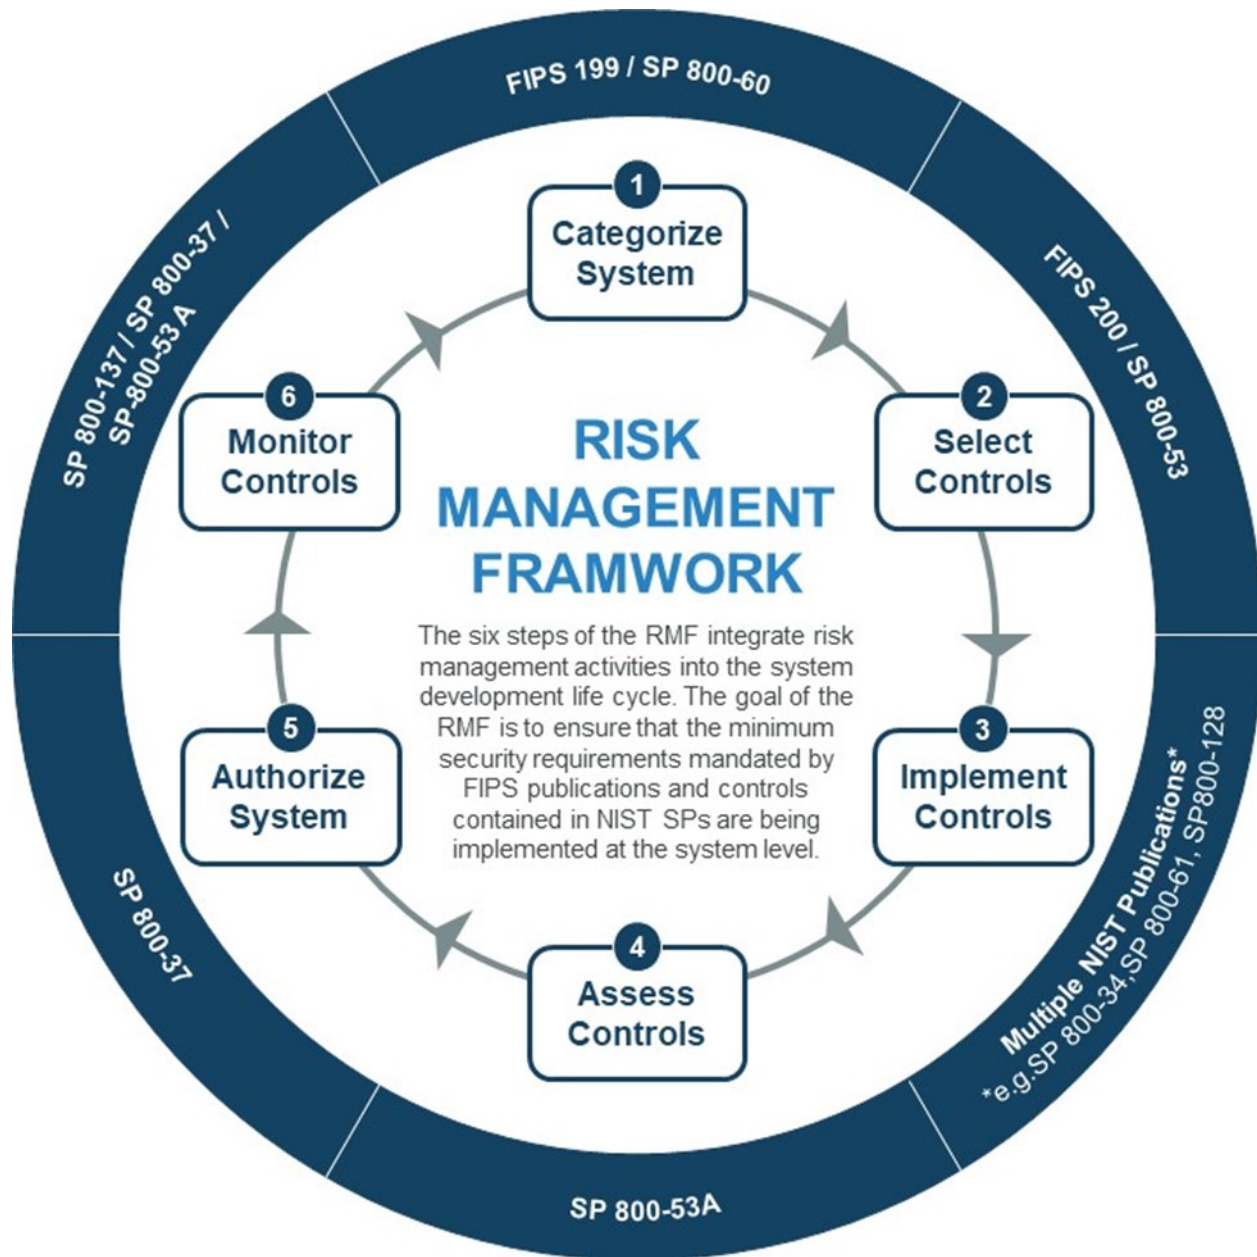 FIPS 199 / SP 800-60
1
Categorize
System
FIPS 200 / SP 800-53
2
Select
Controls
Multiple NIST Publications*
*e.g.SP 800-34,SP 800-61, SP800-128
3
Implement
Controls
SP 800-53A
4
Assess
Controls
SP 800-37
5
Authorize
System
SP 800-137 / SP 800-37 /
SP-800-53 A
6
Monitor
Controls
RISK
MANAGEMENT
FRAMWORK
The six steps of the RMF integrate risk
management activities into the system
development life cycle. The goal of the
RMF is to ensure that the minimum
security requirements mandated by
FIPS publications and controls
contained in NIST SPs are being
implemented at the system level.